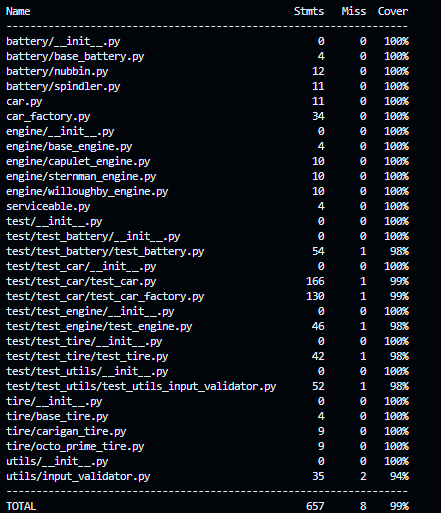 Name Stmts Miss Cover
----------------------------------------------------------------
battery/__init__.py 0 0 100%
battery/base_battery.py 4 0 100%
battery/nubbin.py 12 0 100%
battery/spindler.py 11 0 100%
car.py 11 0 100%
car_factory.py 34 0 100%
engine/__init__.py 0 0 100%
engine/base_engine.py 4 0 100%
engine/capulet_engine.py 10 0 100%
engine/sternman_engine.py 10 0 100%
engine/willoughby_engine.py 10 0 100%
serviceable.py 4 0 100%
test/__init__.py 0 0 100%
test/test_battery/__init__.py 0 0 100%
test/test_battery/test_battery.py 54 1 98%
test/test_car/__init__.py 0 0 100%
test/test_car/test_car.py 166 1 99%
test/test_car/test_car_factory.py 130 1 99%
test/test_engine/__init__.py 0 0 100%
test/test_engine/test_engine.py 46 1 98%
test/test_tire/__init__.py 0 0 100%
test/test_tire/test_tire.py 42 1 98%
test/test_utils/__init__.py 0 0 100%
test/test_utils/test_utils_input_validator.py 52 1 98%
tire/__init__.py 0 0 100%
tire/base_tire.py 4 0 100%
tire/carigan_tire.py 9 0 100%
tire/octo_prime_tire.py 9 0 100%
utils/__init__.py 0 0 100%
utils/input_validator.py 35 2 94%
----------------------------------------------------------------
TOTAL 657 8 99%